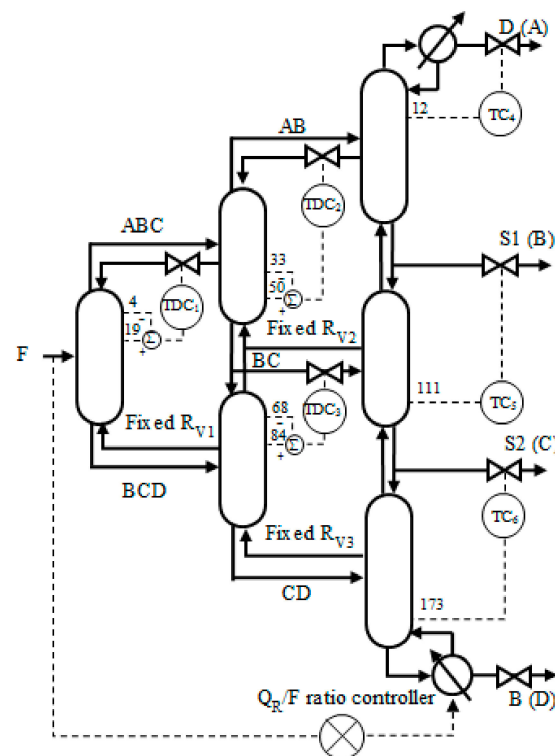 D (A)
12
TC4
AB
TDC2
ABC
33
-
50
+
Σ
S1 (B)
4
-
19
+
Σ
TDC1
F
Fixed RV2
BC
TDC3
68
-
84
+
Σ
111
TC5
Fixed RV1
S2 (C)
BCD
TC6
Fixed RV3
CD
173
QR/F ratio controller
B (D)